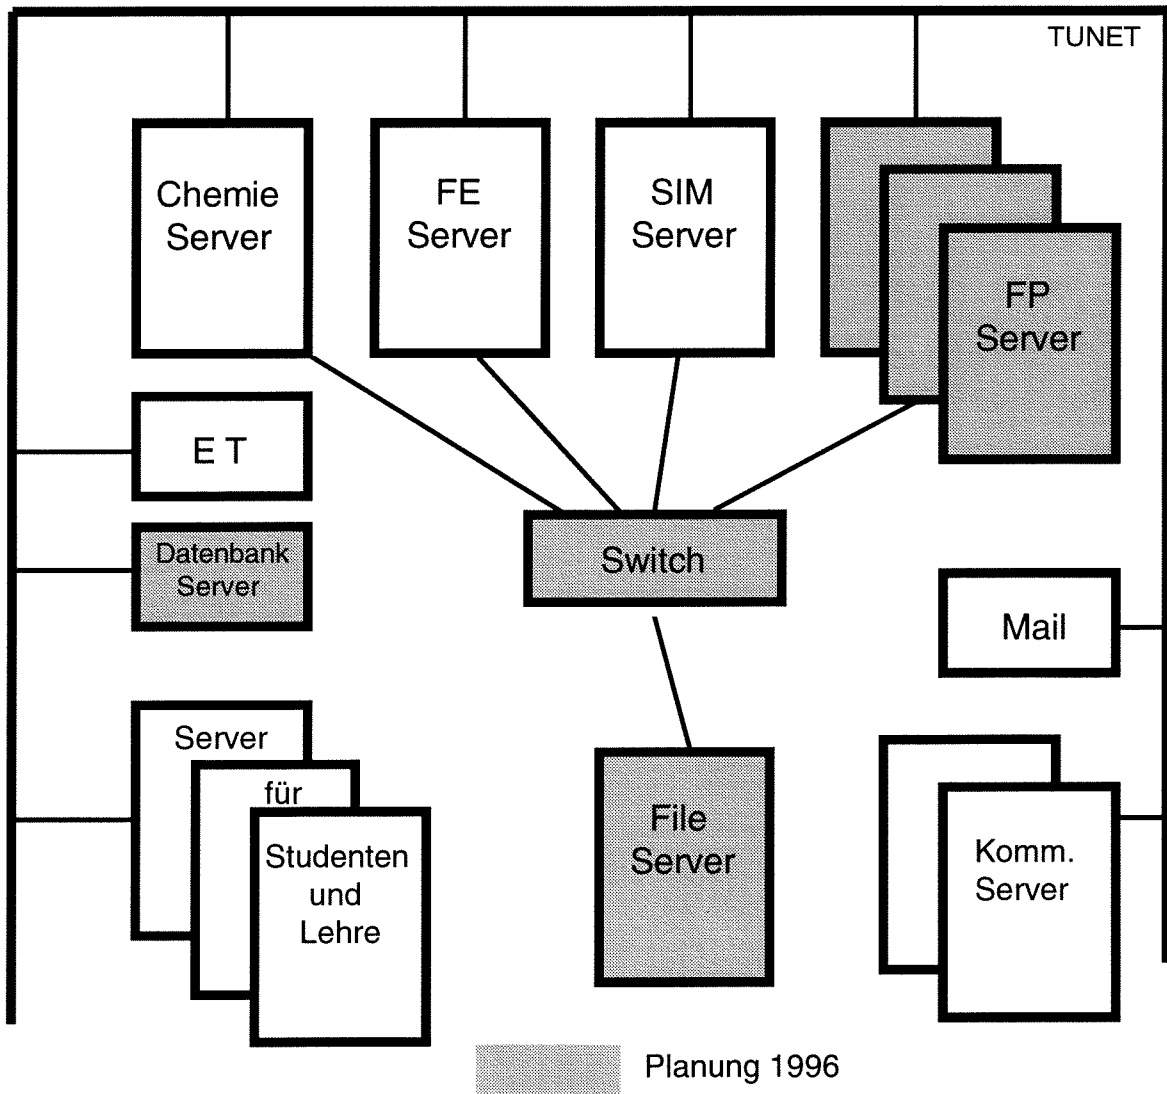 TUNET
Chemie
Server
FE
Server
SIM
Server
FP
Server
E T
Datenbank
Server
Switch
Mail
Server
für
Studenten
und
Lehre
File
Server
Komm.
Server
Planung 1996